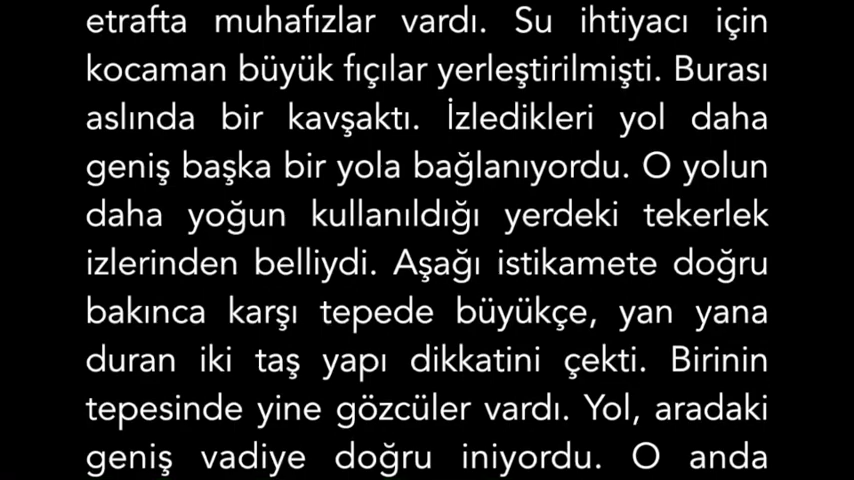 etrafta muhafızlar vardı. Su ihtiyacı için
kocaman büyük fıçılar yerleştirilmişti. Burası
aslında bir kavşaktı. İzledikleri yol daha
geniş başka bir yola bağlanıyordu. O yolun
daha yoğun kullanıldığı yerdeki tekerlek
izlerinden belliydi. Aşağı istikamete doğru
bakınca karşı tepede büyükçe, yan yana
duran iki taş yapı dikkatini çekti. Birinin
tepesinde yine gözcüler vardı. Yol, aradaki
geniş vadiye doğru iniyordu. O anda